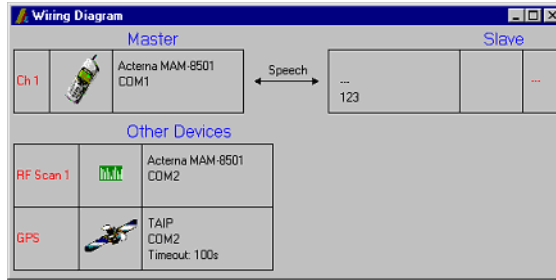 Wiring Diagram
Master
Slave
Ch 1
Acterna MAM-8501
COM1
Speech
...
123
...
Other Devices
RF Scan 1
Acterna MAM-8501
COM2
GPS
TAIP
COM2
Timeout: 100s